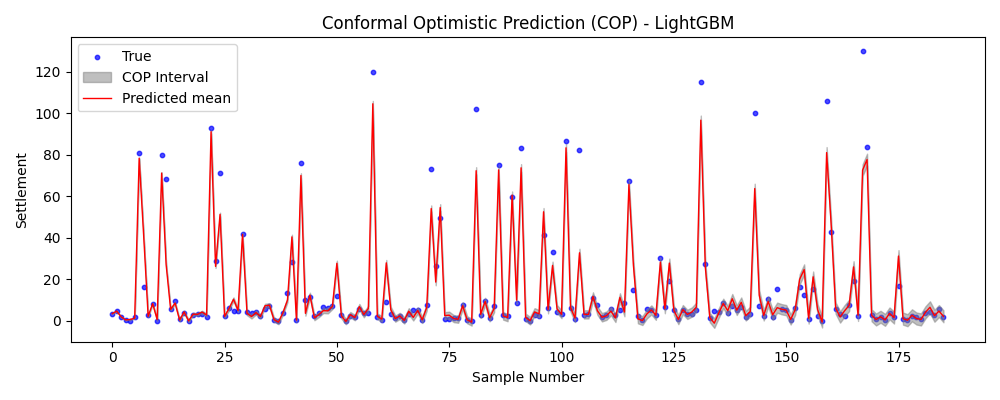 Conformal Optimistic Prediction (COP) - LightGBM
True
COP Interval
Predicted mean
Settlement
120
100
80
60
40
20
0
0 25 50 75 100 125 150 175
Sample Number